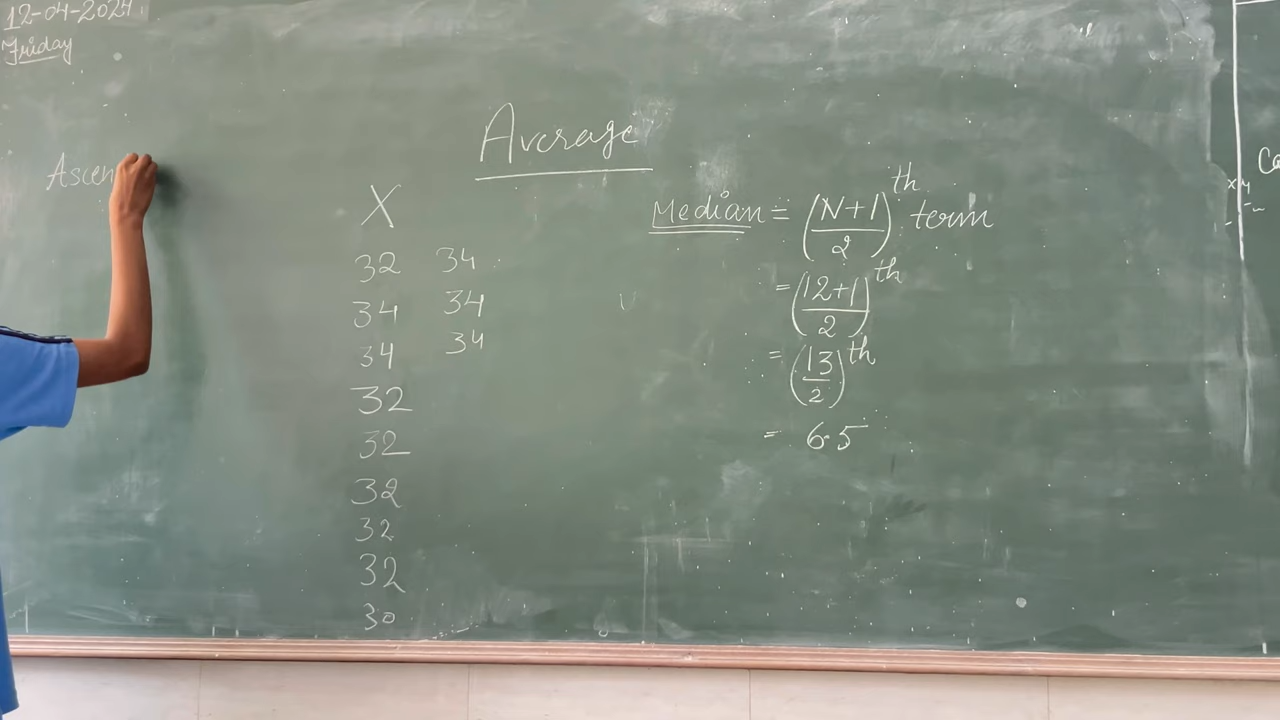 12-04-2024
Friday
Average
Ascen
X
32 34
34 34
34 34
32
32
32
32
32
30
Median = (N+1/2)th term
= (12+1/2)th
= (13/2)th
= 6.5